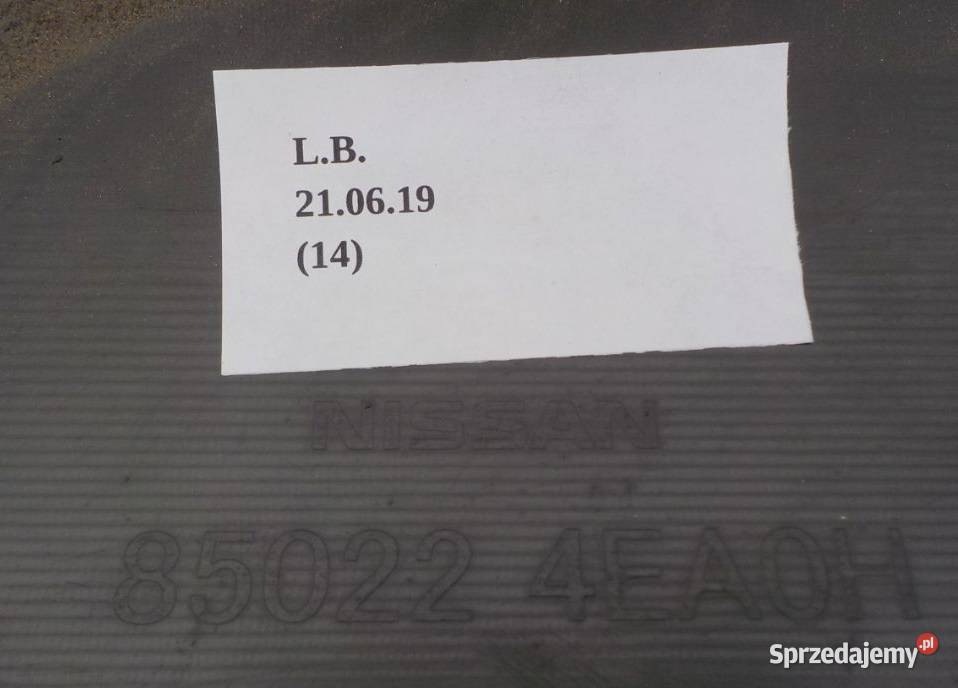 L.B.
21.06.19
(14)
NISSAN
85022 4EA0H
Sprzedajemy.pl